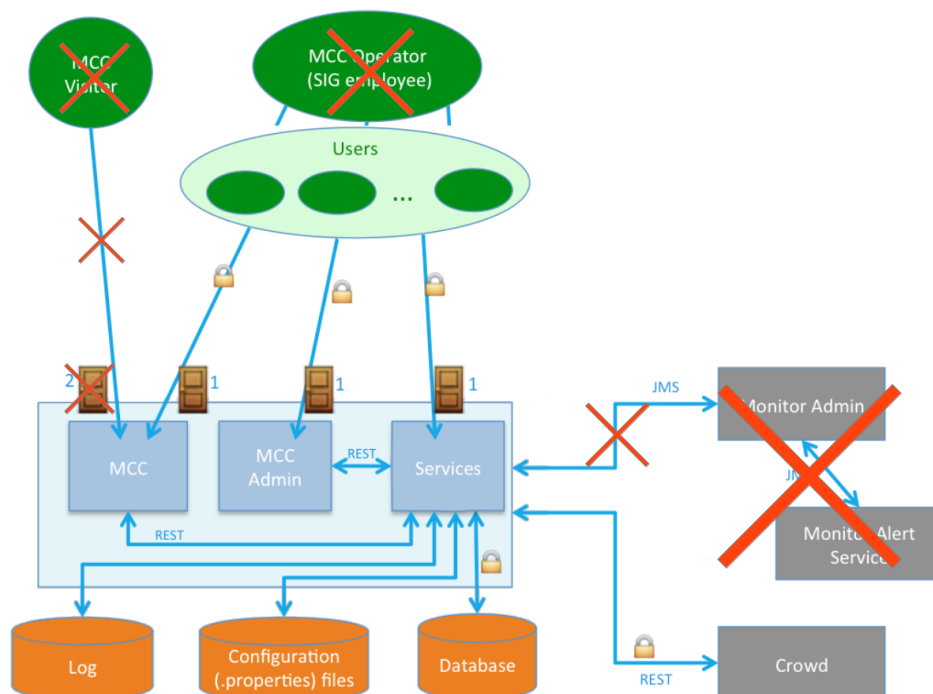 MCC
Visitor
MCC Operator
(SIG employee)
Users
...
2
1
1
1
JMS
Monitor Admin
MCC
MCC
Admin
REST
Services
REST
Monitor Alert
Service
Log
Configuration
(.properties) files
Database
REST
Crowd